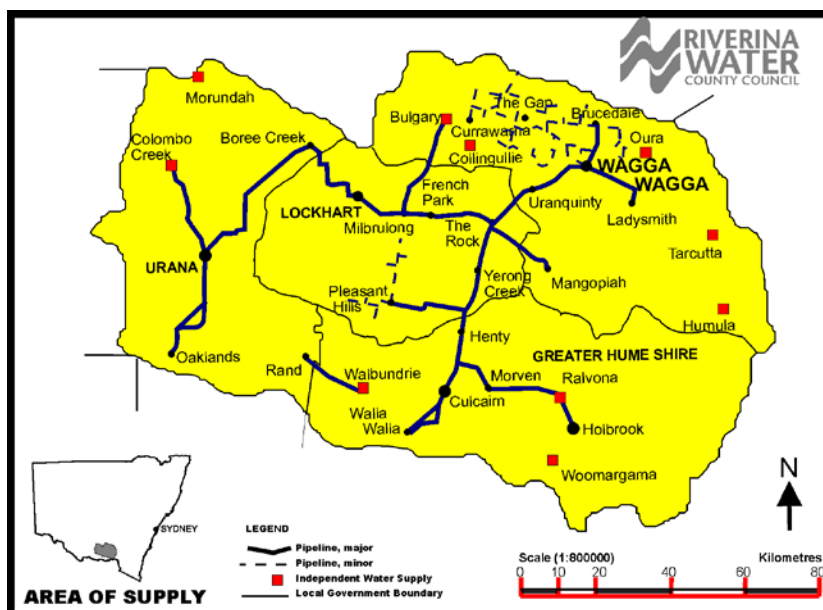 RIVERINA
WATER
COUNTY COUNCIL
Morundah
Colombo
Creek
Boree Creek
Bulgary
The Gap
Brucedale
Currawarna
Oura
Coilingullie
WAGGA
WAGGA
French
Park
LOCKHART
Uranquinty
Ladysmith
Milbrulong
The
Rock
Tarcutta
URANA
Yerong
Creek
Mangopiah
Pleasant
Hills
Humula
Henty
Oaklands
GREATER HUME SHIRE
Rand
Walbundrie
Morven
Ralvona
Culcairn
Walla
Walla
Holbrook
Woomargama
N
SYDNEY
AREA OF SUPPLY
LEGEND
Pipeline, major
Pipeline, minor
Independent Water Supply
Local Government Boundary
Scale (1:800000) Kilometres
0 10 20 40 60 80